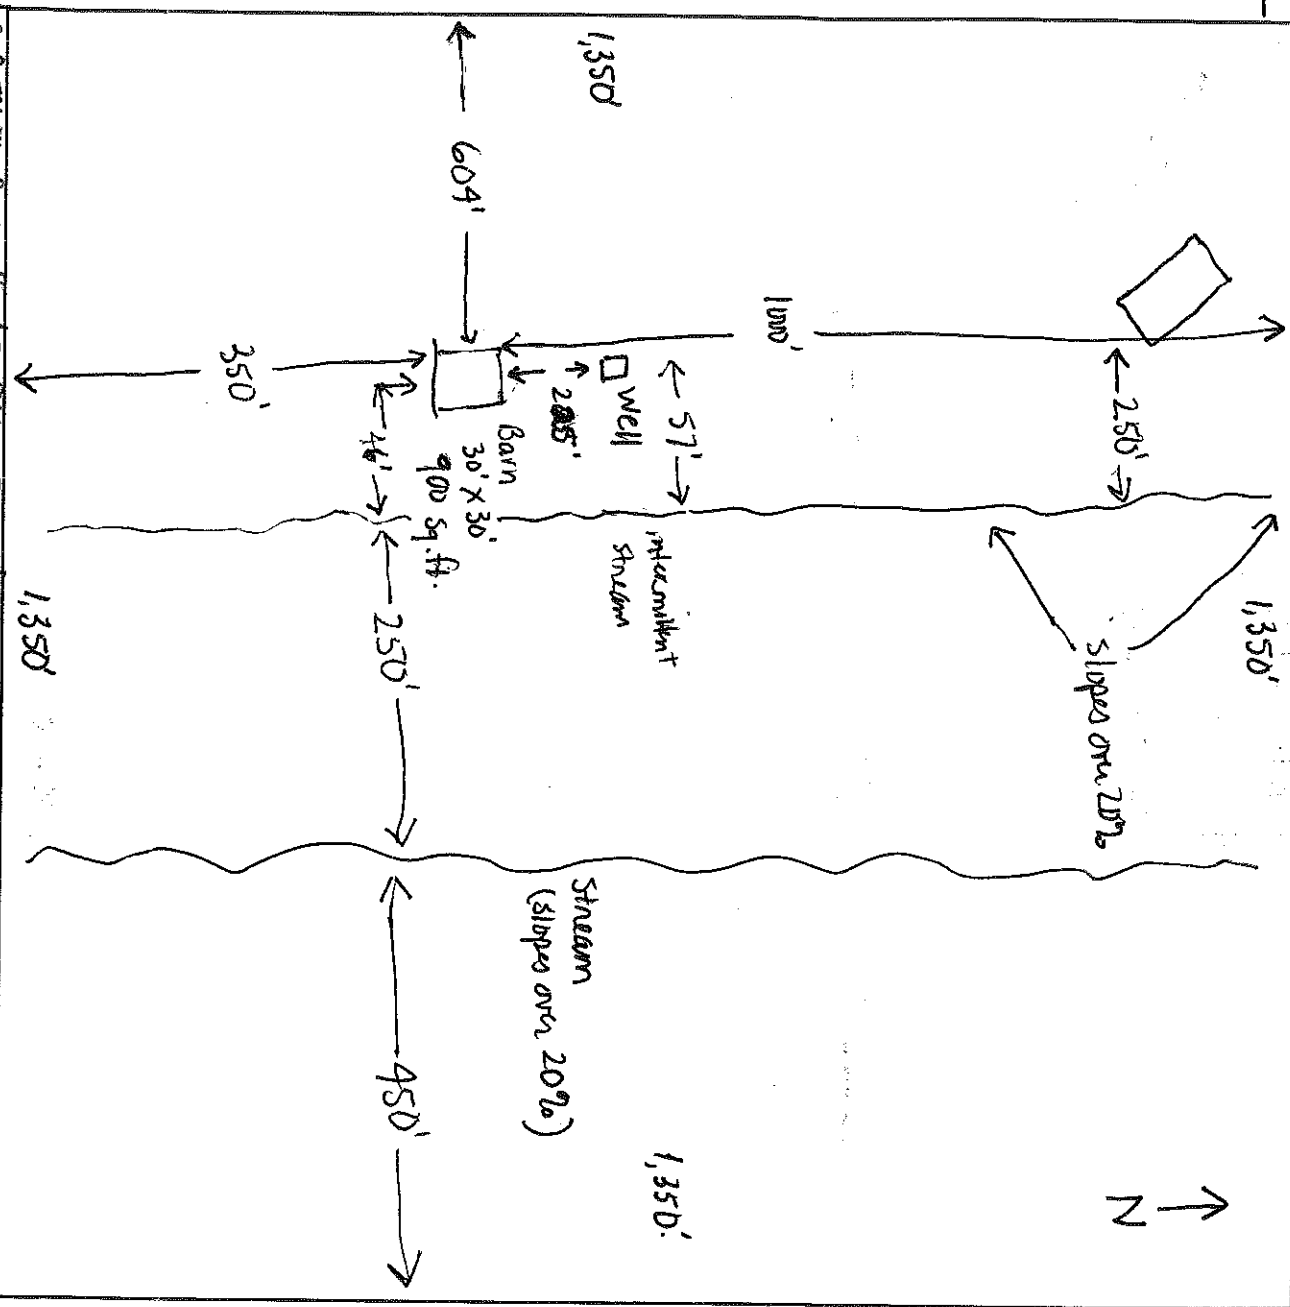 1,350'
604'
1000'
250'
1,350'
slopes over 20%
57'
Well
Barn
30' x 30'
900 sq.ft.
350'
46'
intermittent
stream
250'
1,350'
Stream
(slopes over 20%)
450'
1,350'
N